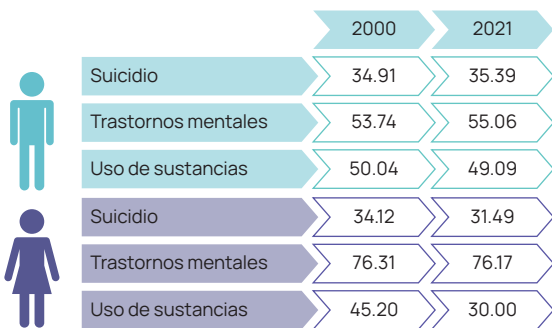 2000 2021
Suicidio 34.91 35.39
Trastornos mentales 53.74 55.06
Uso de sustancias 50.04 49.09
Suicidio 34.12 31.49
Trastornos mentales 76.31 76.17
Uso de sustancias 45.20 30.00